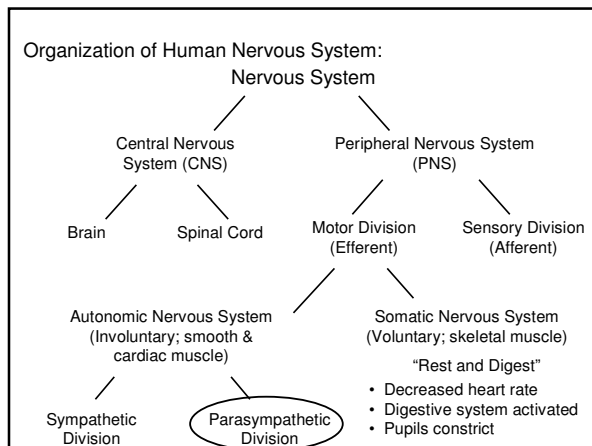 Organization of Human Nervous System:
Nervous System
Central Nervous
System (CNS)
Peripheral Nervous System
(PNS)
Brain
Spinal Cord
Motor Division
(Efferent)
Sensory Division
(Afferent)
Autonomic Nervous System
(Involuntary; smooth &
cardiac muscle)
Somatic Nervous System
(Voluntary; skeletal muscle)
Sympathetic
Division
Parasympathetic
Division
“Rest and Digest”
• Decreased heart rate
• Digestive system activated
• Pupils constrict